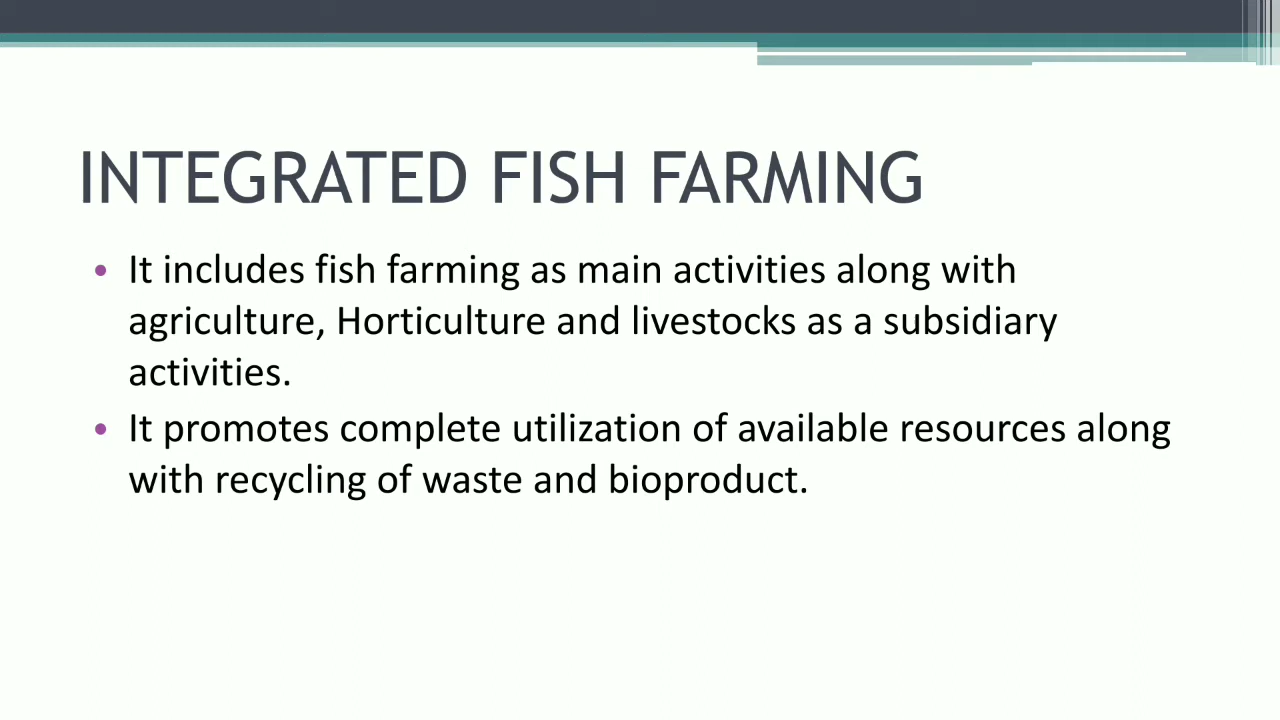 INTEGRATED FISH FARMING
• It includes fish farming as main activities along with
agriculture, Horticulture and livestocks as a subsidiary
activities.
• It promotes complete utilization of available resources along
with recycling of waste and bioproduct.